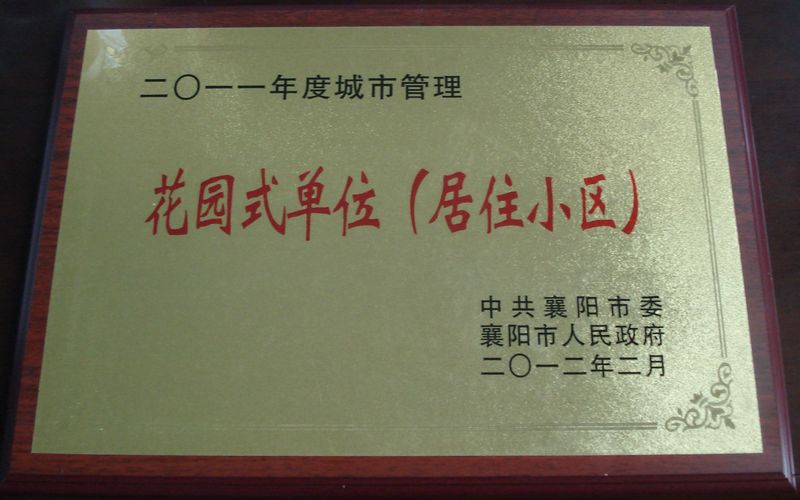 二〇一一年度城市管理
花园式单位（居住小区）
中共襄阳市委
襄阳市人民政府
二〇一二年二月